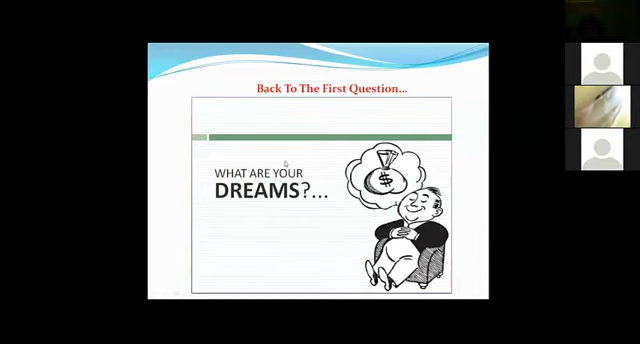 Back To The First Question...
WHAT ARE YOUR
DREAMS?...
$